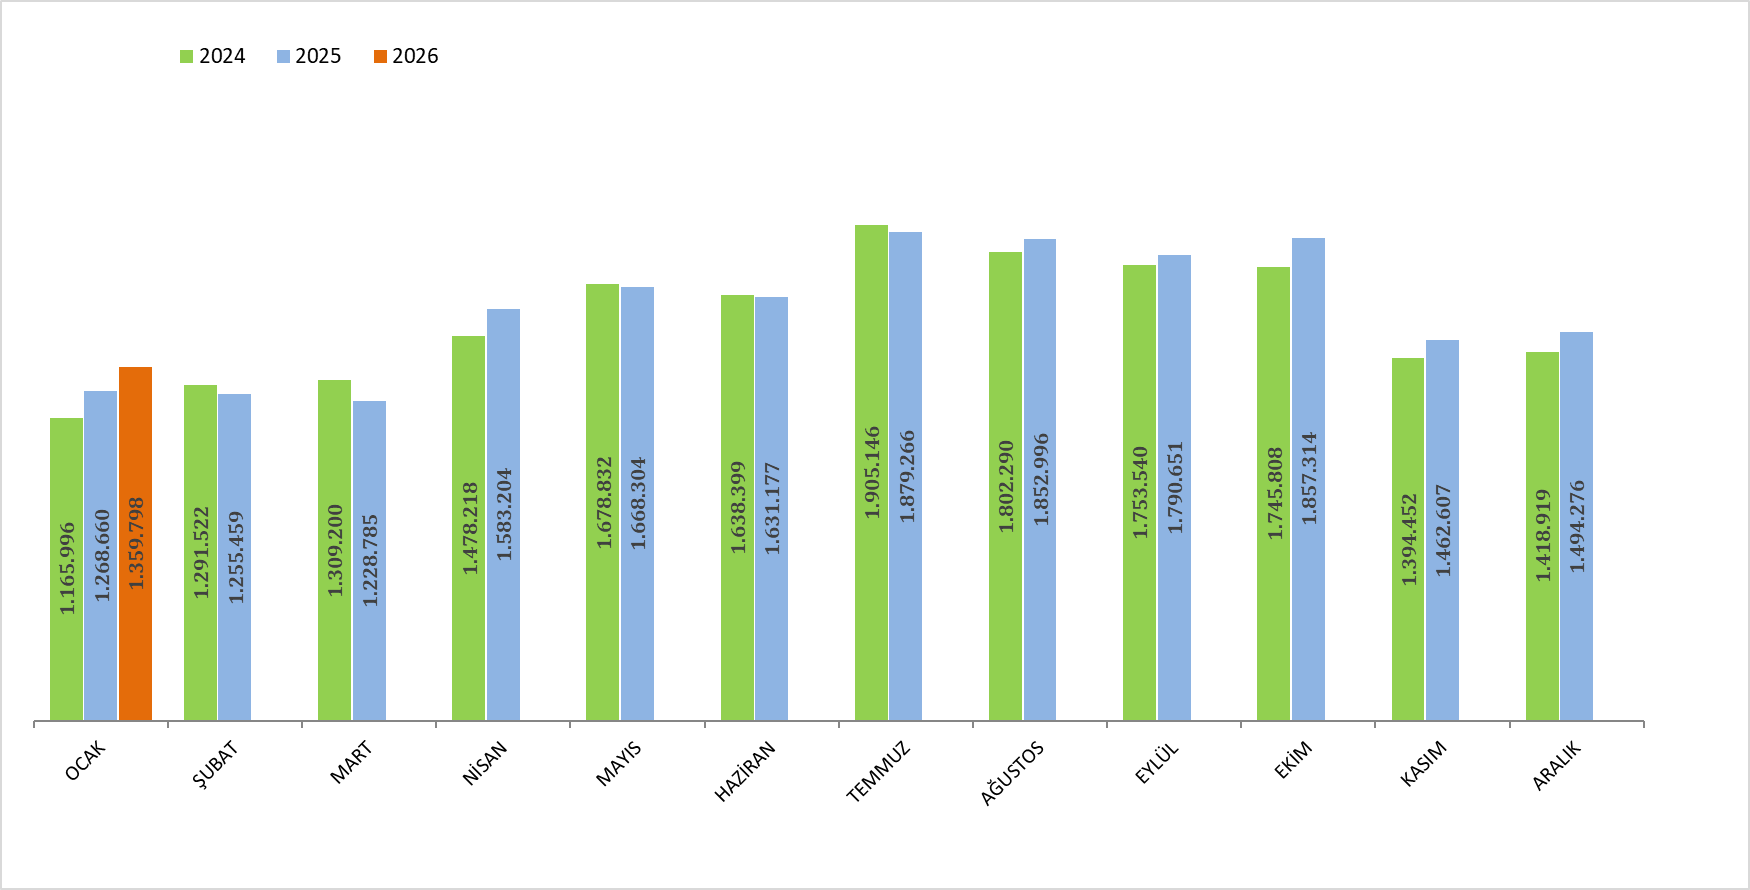 2024 2025 2026
1.165.996
1.268.660
1.359.798
1.291.522
1.255.459
1.309.200
1.228.785
1.478.218
1.583.204
1.678.832
1.668.304
1.638.399
1.631.177
1.905.146
1.879.266
1.802.290
1.852.996
1.753.540
1.790.651
1.745.808
1.857.314
1.394.452
1.462.607
1.418.919
1.494.276
OCAK
ŞUBAT
MART
NİSAN
MAYIS
HAZİRAN
TEMMUZ
AĞUSTOS
EYLÜL
EKİM
KASIM
ARALIK